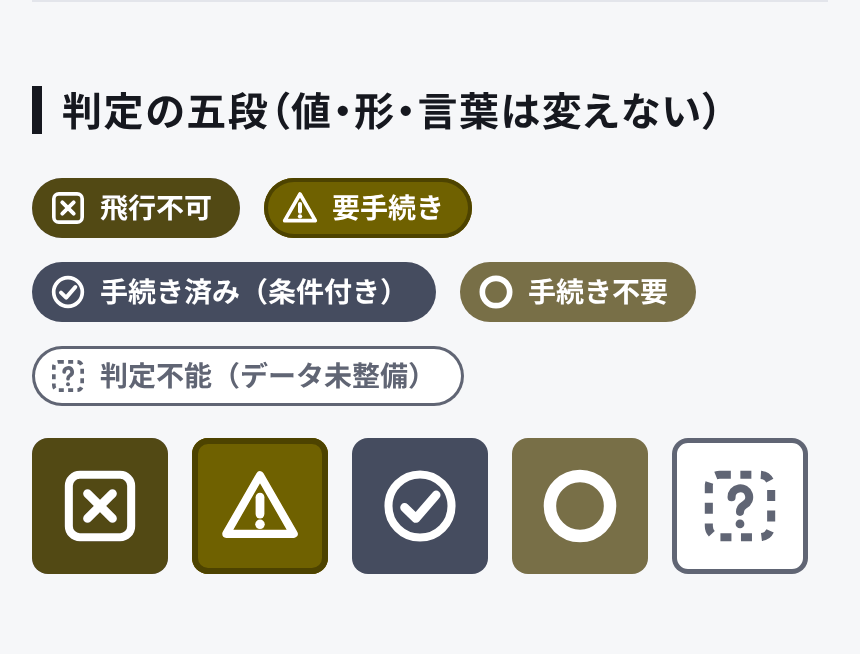 判定の五段（値・形・言葉は変えない）
飛行不可
要手続き
手続き済み（条件付き）
手続き不要
判定不能（データ未整備）